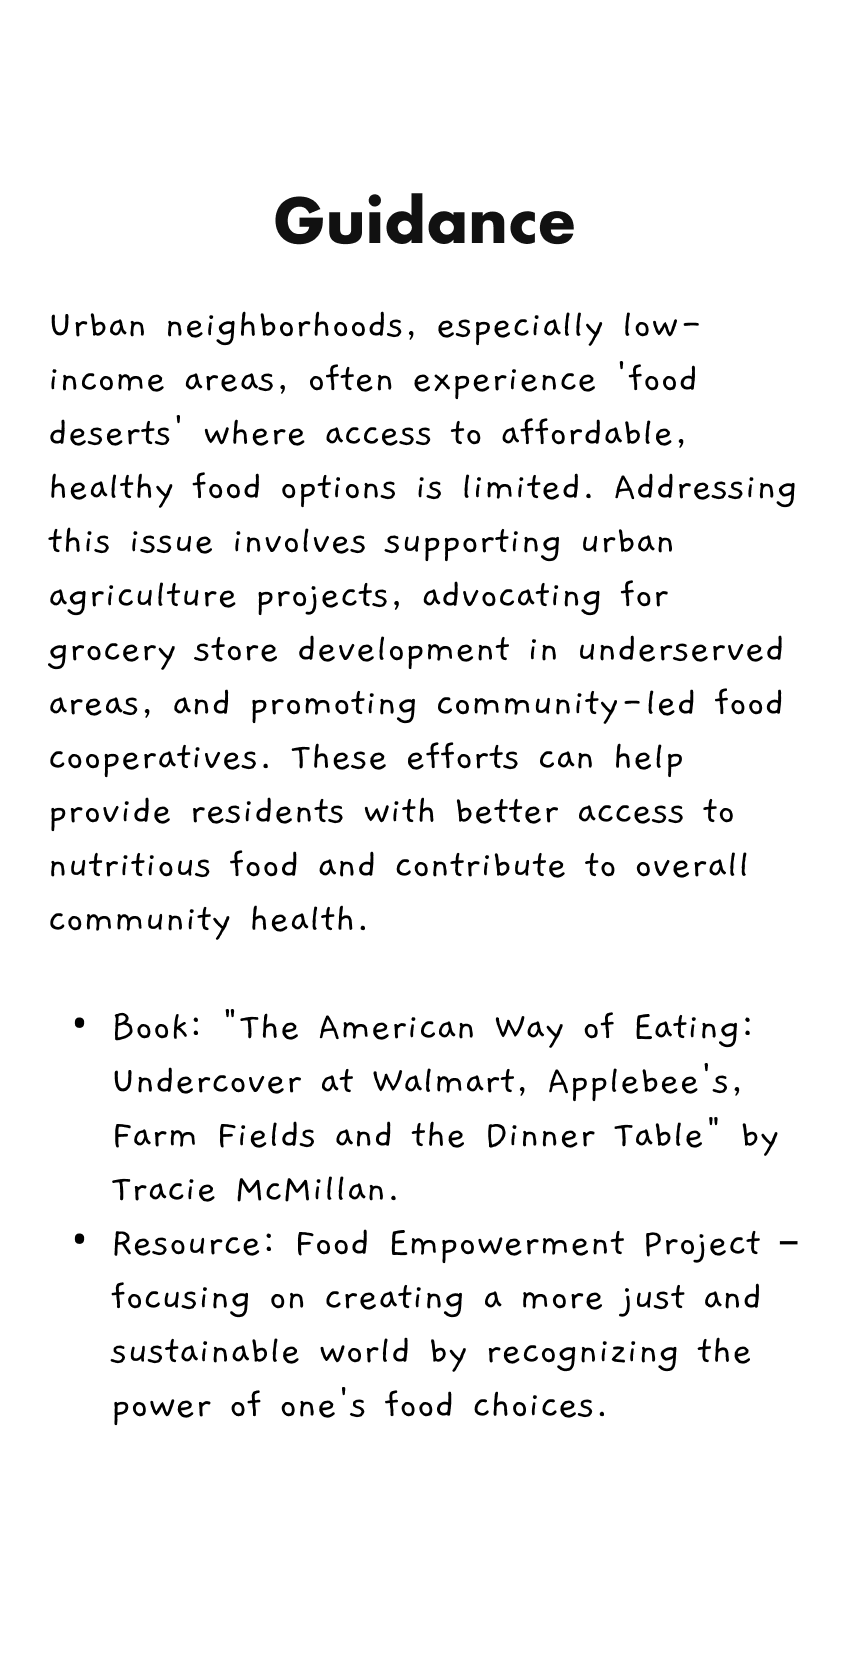 Guidance
Urban neighborhoods, especially low-
income areas, often experience 'food
deserts' where access to affordable,
healthy food options is limited. Addressing
this issue involves supporting urban
agriculture projects, advocating for
grocery store development in underserved
areas, and promoting community-led food
cooperatives. These efforts can help
provide residents with better access to
nutritious food and contribute to overall
community health.
• Book: "The American Way of Eating:
Undercover at Walmart, Applebee's,
Farm Fields and the Dinner Table" by
Tracie McMillan.
• Resource: Food Empowerment Project –
focusing on creating a more just and
sustainable world by recognizing the
power of one's food choices.